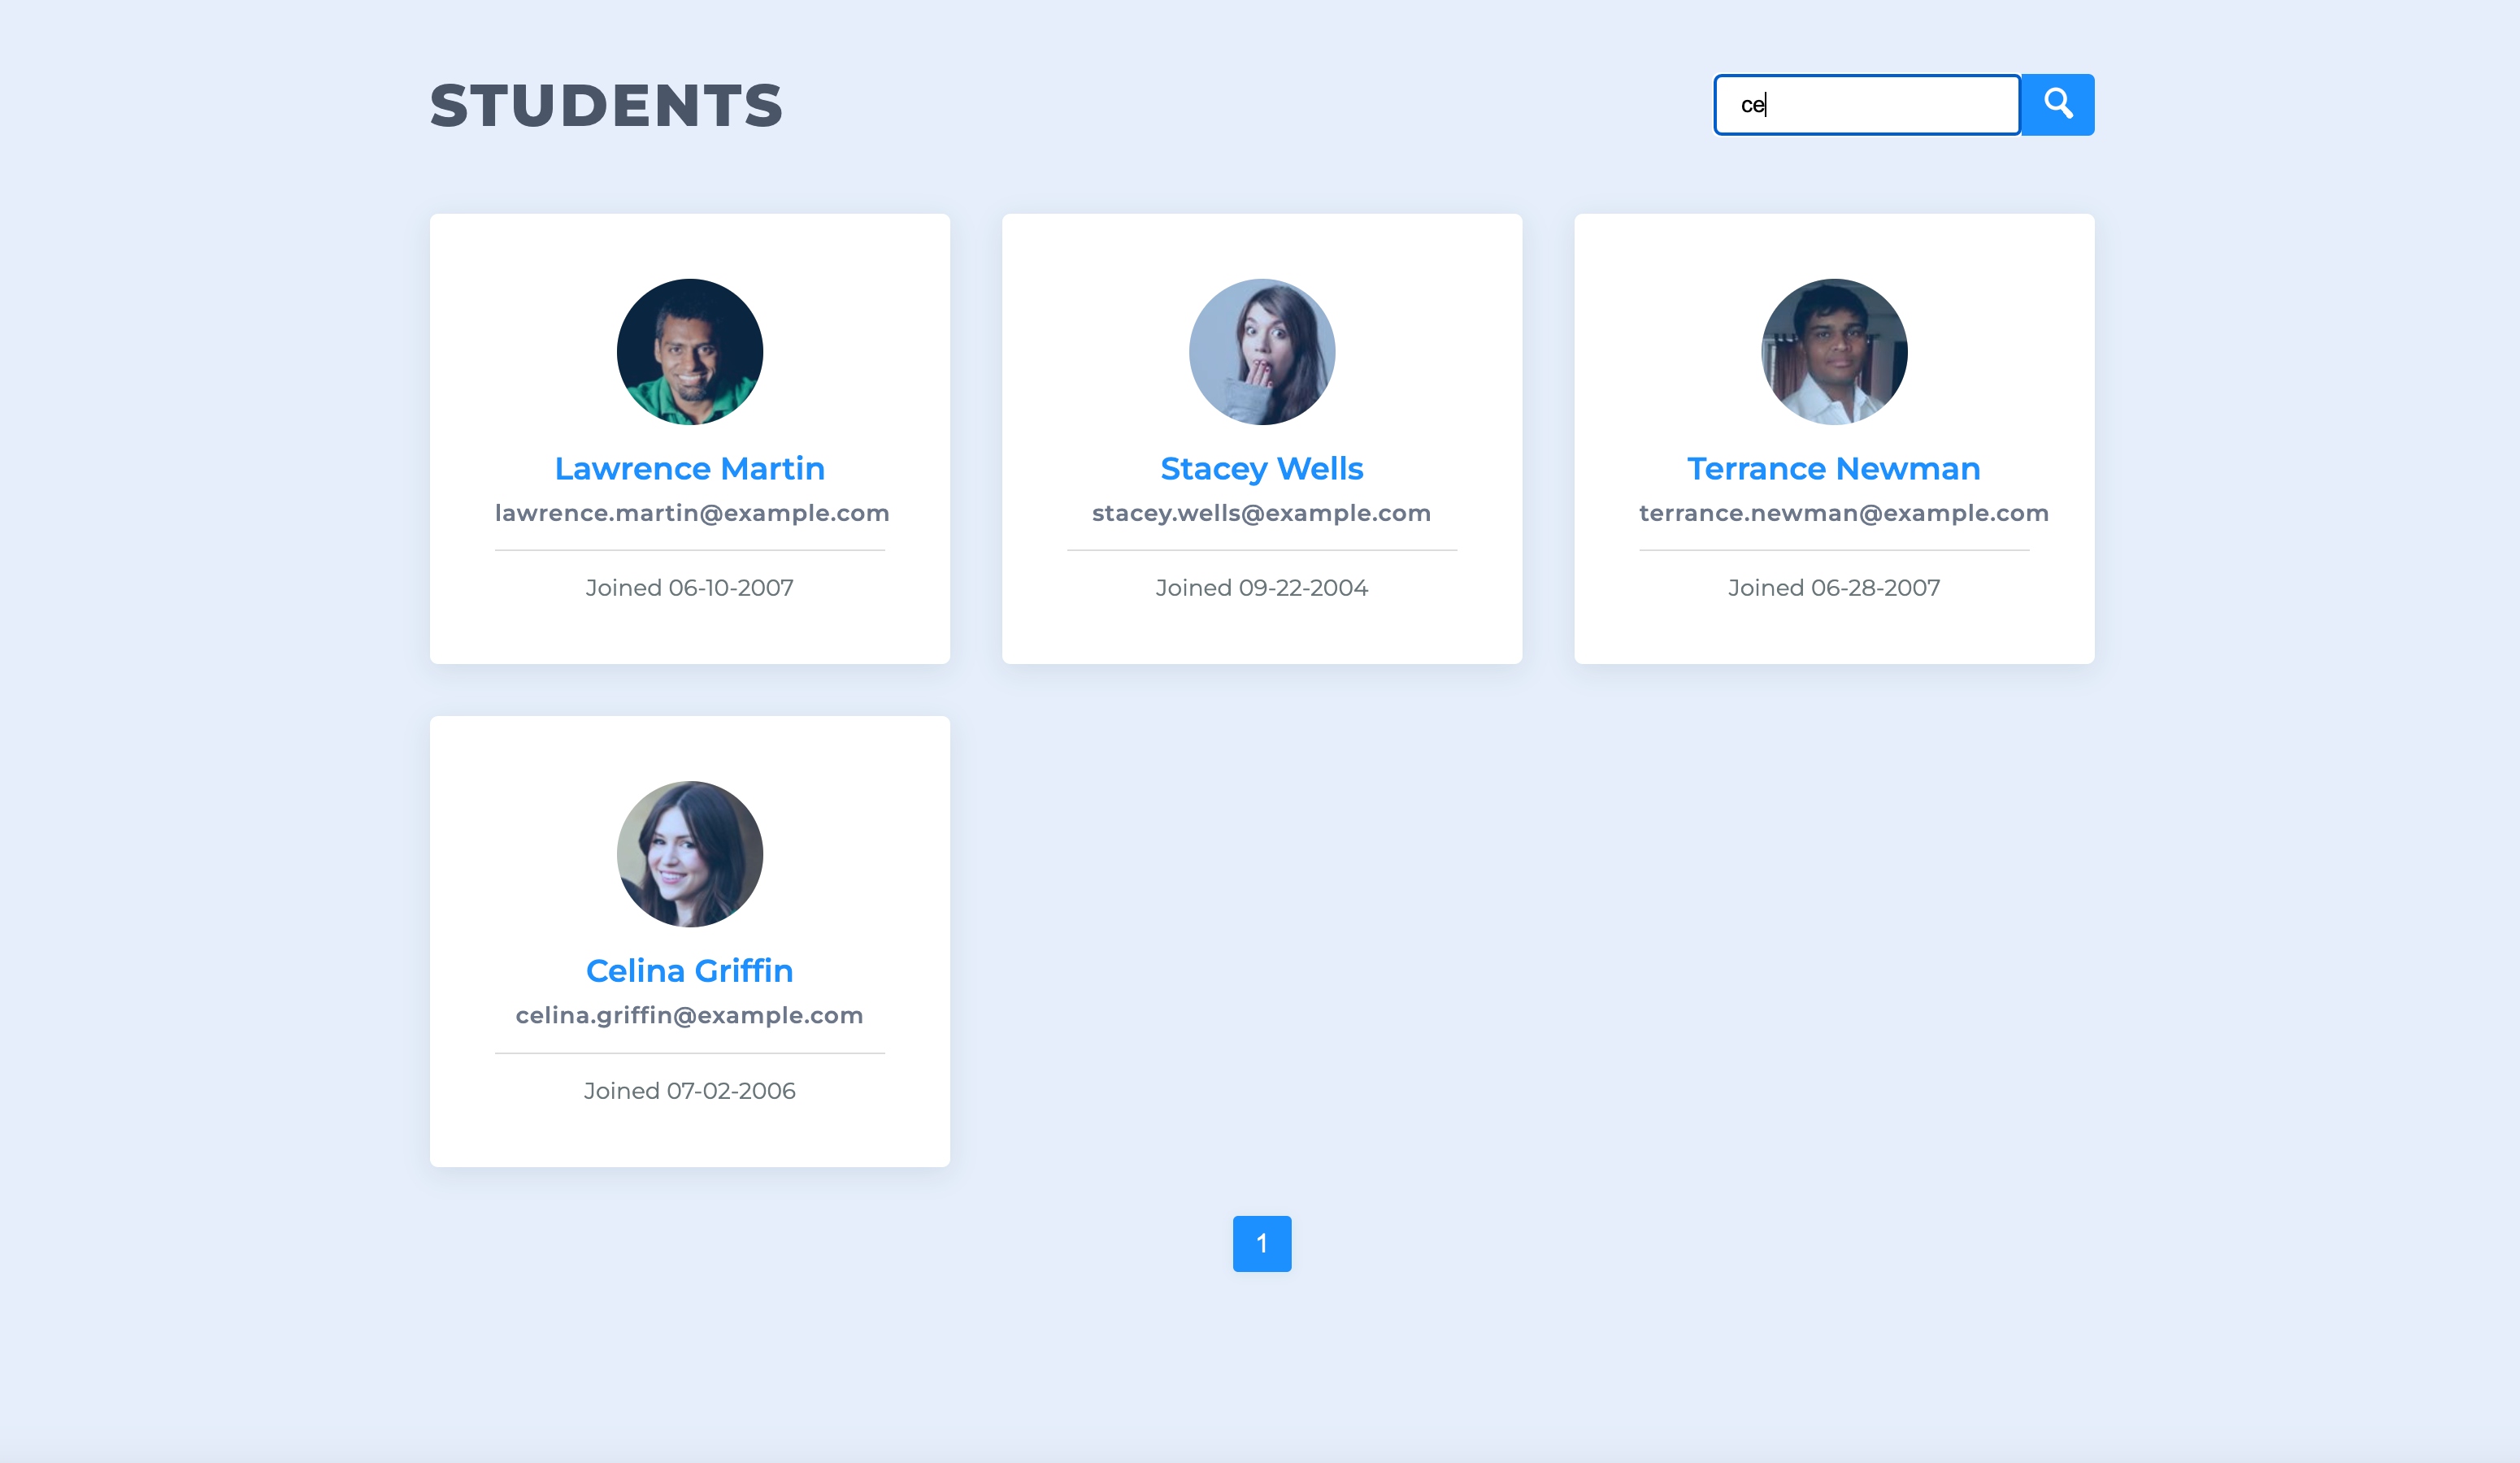 STUDENTS
ce
Lawrence Martin
lawrence.martin@example.com
Joined 06-10-2007
Stacey Wells
stacey.wells@example.com
Joined 09-22-2004
Terrance Newman
terrance.newman@example.com
Joined 06-28-2007
Celina Griffin
celina.griffin@example.com
Joined 07-02-2006
1